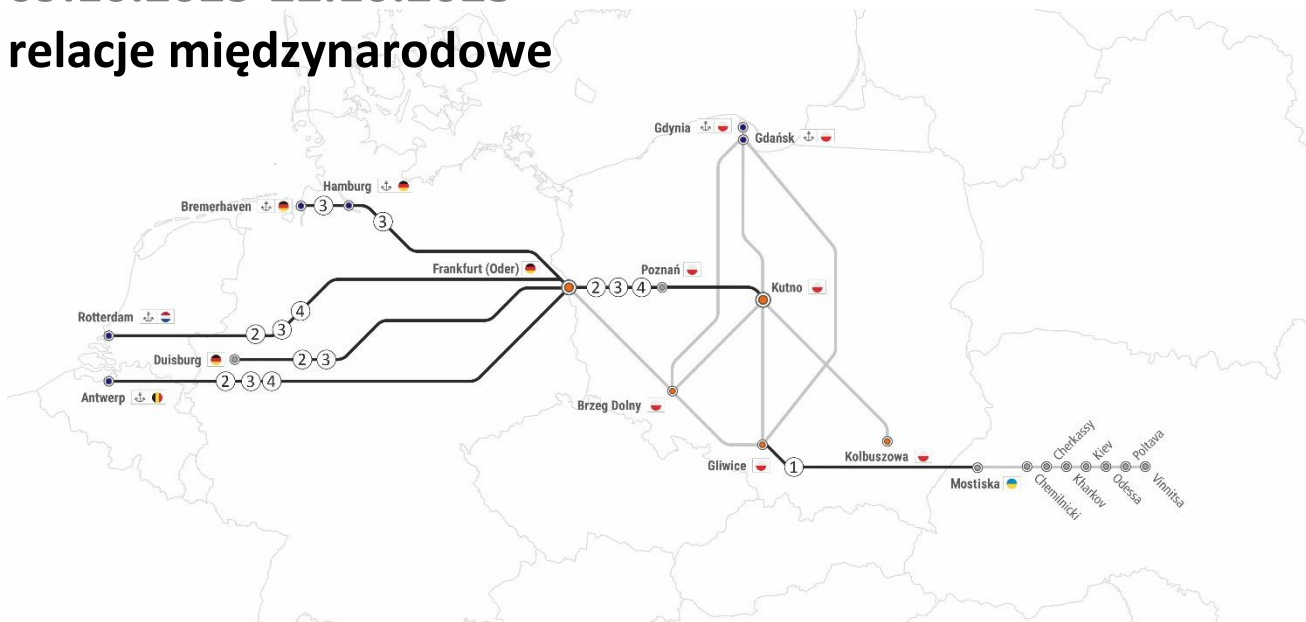 relacje międzynarodowe
Gdynia
Gdańsk
Hamburg
Bremerhaven
3
3
Frankfurt (Oder)
Poznań
2 3 4
Kutno
Rotterdam
2 3 4
Duisburg
2 3
Antwerp
2 3 4
Brzeg Dolny
Gliwice
1
Kolbuszowa
Mostiska
Chemilnicki
Cherkassy
Kharkov
Kiev
Odessa
Poltava
Vinnitsa